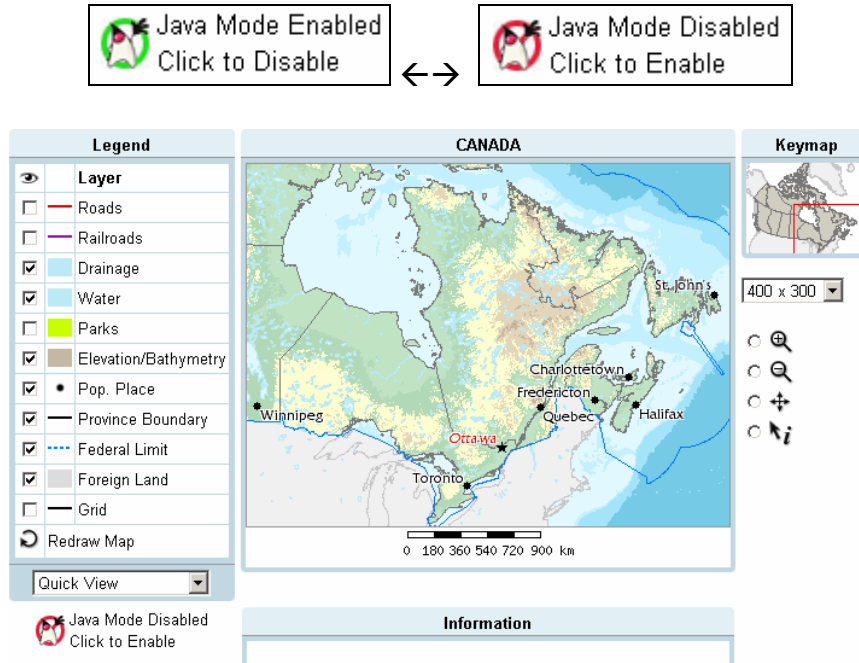 Java Mode Enabled
Click to Disable
Java Mode Disabled
Click to Enable
Legend
Layer
Roads
Railroads
Drainage
Water
Parks
Elevation/Bathymetry
Pop. Place
Province Boundary
Federal Limit
Foreign Land
Grid
Redraw Map
Quick View
Java Mode Disabled
Click to Enable
CANADA
St. John's
Charlottetown
Fredericton
Winnipeg
Quebec
Halifax
Ottawa
Toronto
0 180 360 540 720 900 km
Information
Keymap
400 x 300
i